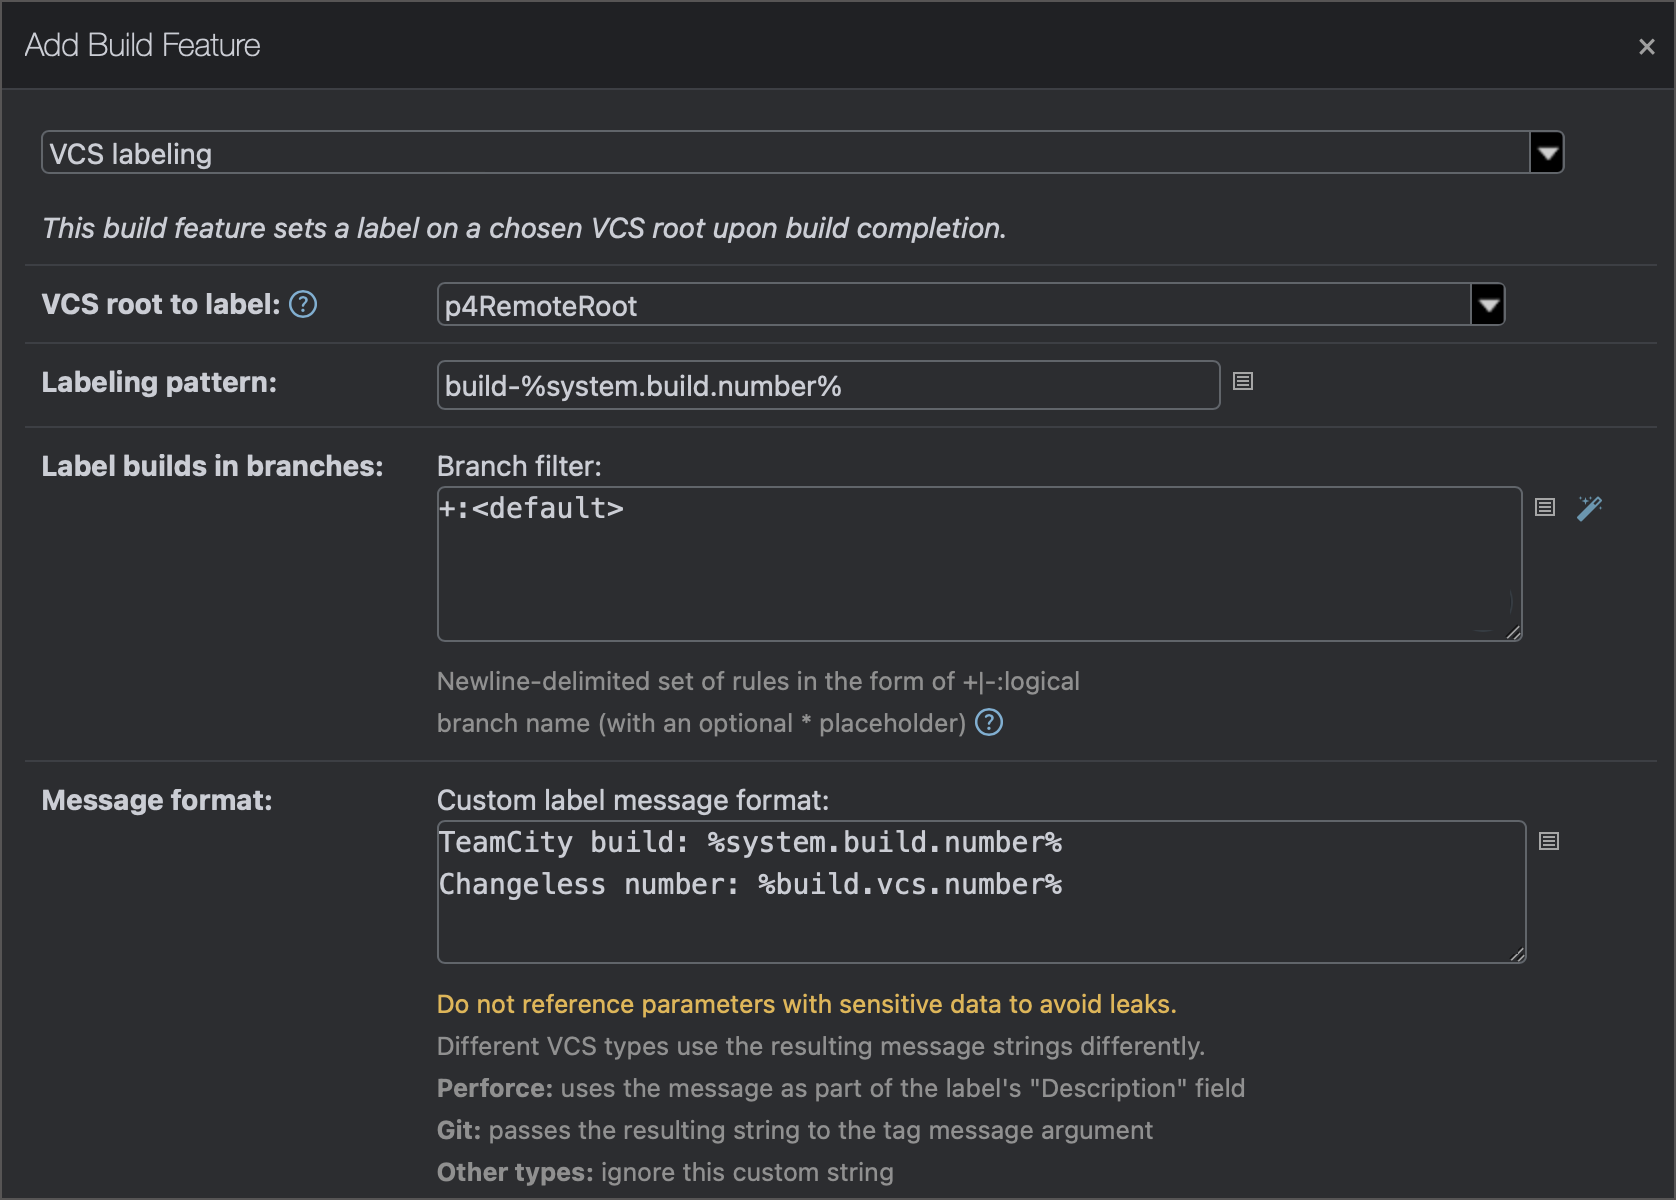 Add Build Feature
VCS labeling
This build feature sets a label on a chosen VCS root upon build completion.
VCS root to label:
p4RemoteRoot
Labeling pattern:
build-%system.build.number%
Label builds in branches:
Branch filter:
+:<default>
Newline-delimited set of rules in the form of +|-:logical
branch name (with an optional * placeholder)
Message format:
Custom label message format:
TeamCity build: %system.build.number%
Changeless number: %build.vcs.number%
Do not reference parameters with sensitive data to avoid leaks.
Different VCS types use the resulting message strings differently.
Perforce: uses the message as part of the label's "Description" field
Git: passes the resulting string to the tag message argument
Other types: ignore this custom string